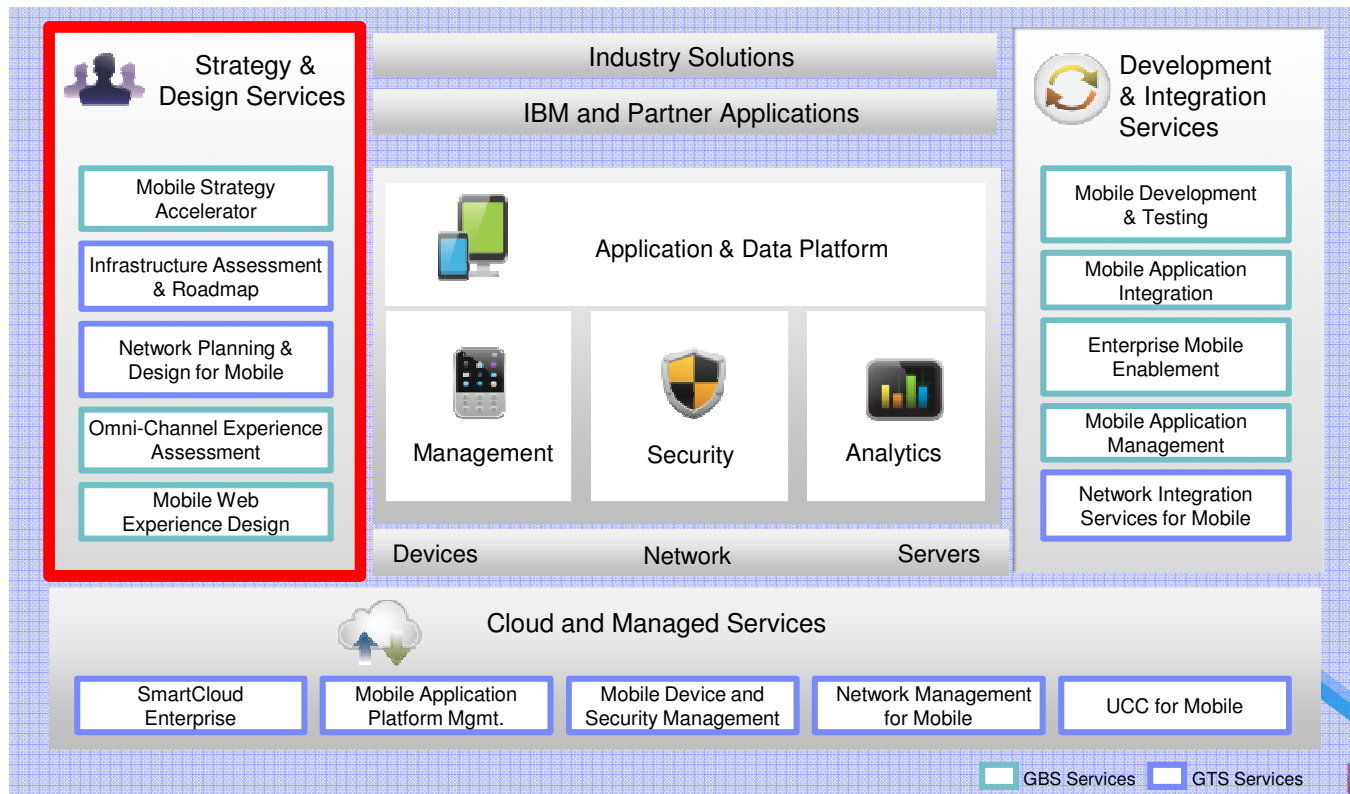 Strategy &
Design Services
Mobile Strategy
Accelerator
Infrastructure Assessment
& Roadmap
Network Planning &
Design for Mobile
Omni-Channel Experience
Assessment
Mobile Web
Experience Design
Industry Solutions
IBM and Partner Applications
Application & Data Platform
Management
Security
Analytics
Devices
Network
Servers
Development
& Integration
Services
Mobile Development
& Testing
Mobile Application
Integration
Enterprise Mobile
Enablement
Mobile Application
Management
Network Integration
Services for Mobile
Cloud and Managed Services
SmartCloud
Enterprise
Mobile Application
Platform Mgmt.
Mobile Device and
Security Management
Network Management
for Mobile
UCC for Mobile
GBS Services
GTS Services